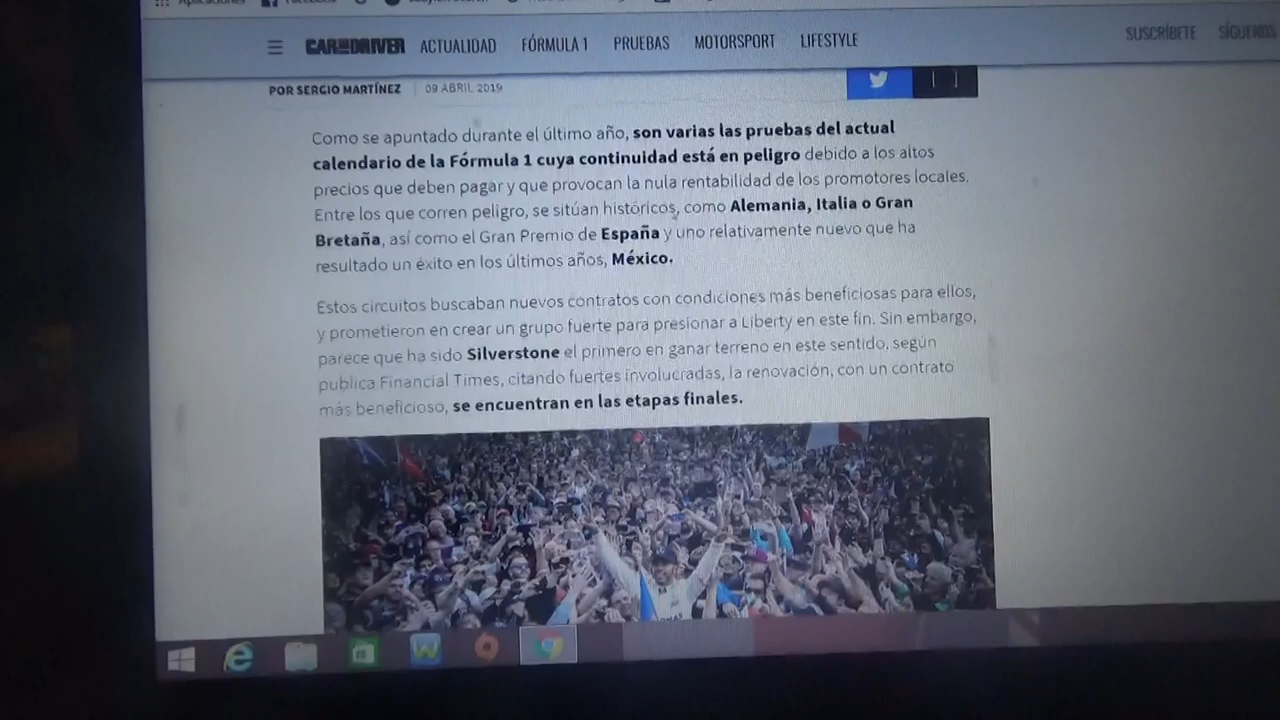 Aplicaciones Facebook
CAR AND DRIVER ACTUALIDAD FÓRMULA 1 PRUEBAS MOTORSPORT LIFESTYLE SUSCRÍBETE SÍGUENOS
POR SERGIO MARTÍNEZ 09 ABRIL 2019
Como se apuntado durante el último año, son varias las pruebas del actual
calendario de la Fórmula 1 cuya continuidad está en peligro debido a los altos
precios que deben pagar y que provocan la nula rentabilidad de los promotores locales.
Entre los que corren peligro, se sitúan históricos, como Alemania, Italia o Gran
Bretaña, así como el Gran Premio de España y uno relativamente nuevo que ha
resultado un éxito en los últimos años, México.
Estos circuitos buscaban nuevos contratos con condiciones más beneficiosas para ellos,
y prometieron en crear un grupo fuerte para presionar a Liberty en este fin. Sin embargo,
parece que ha sido Silverstone el primero en ganar terreno en este sentido, según
publica Financial Times, citando fuertes involucradas, la renovación, con un contrato
más beneficioso, se encuentran en las etapas finales.